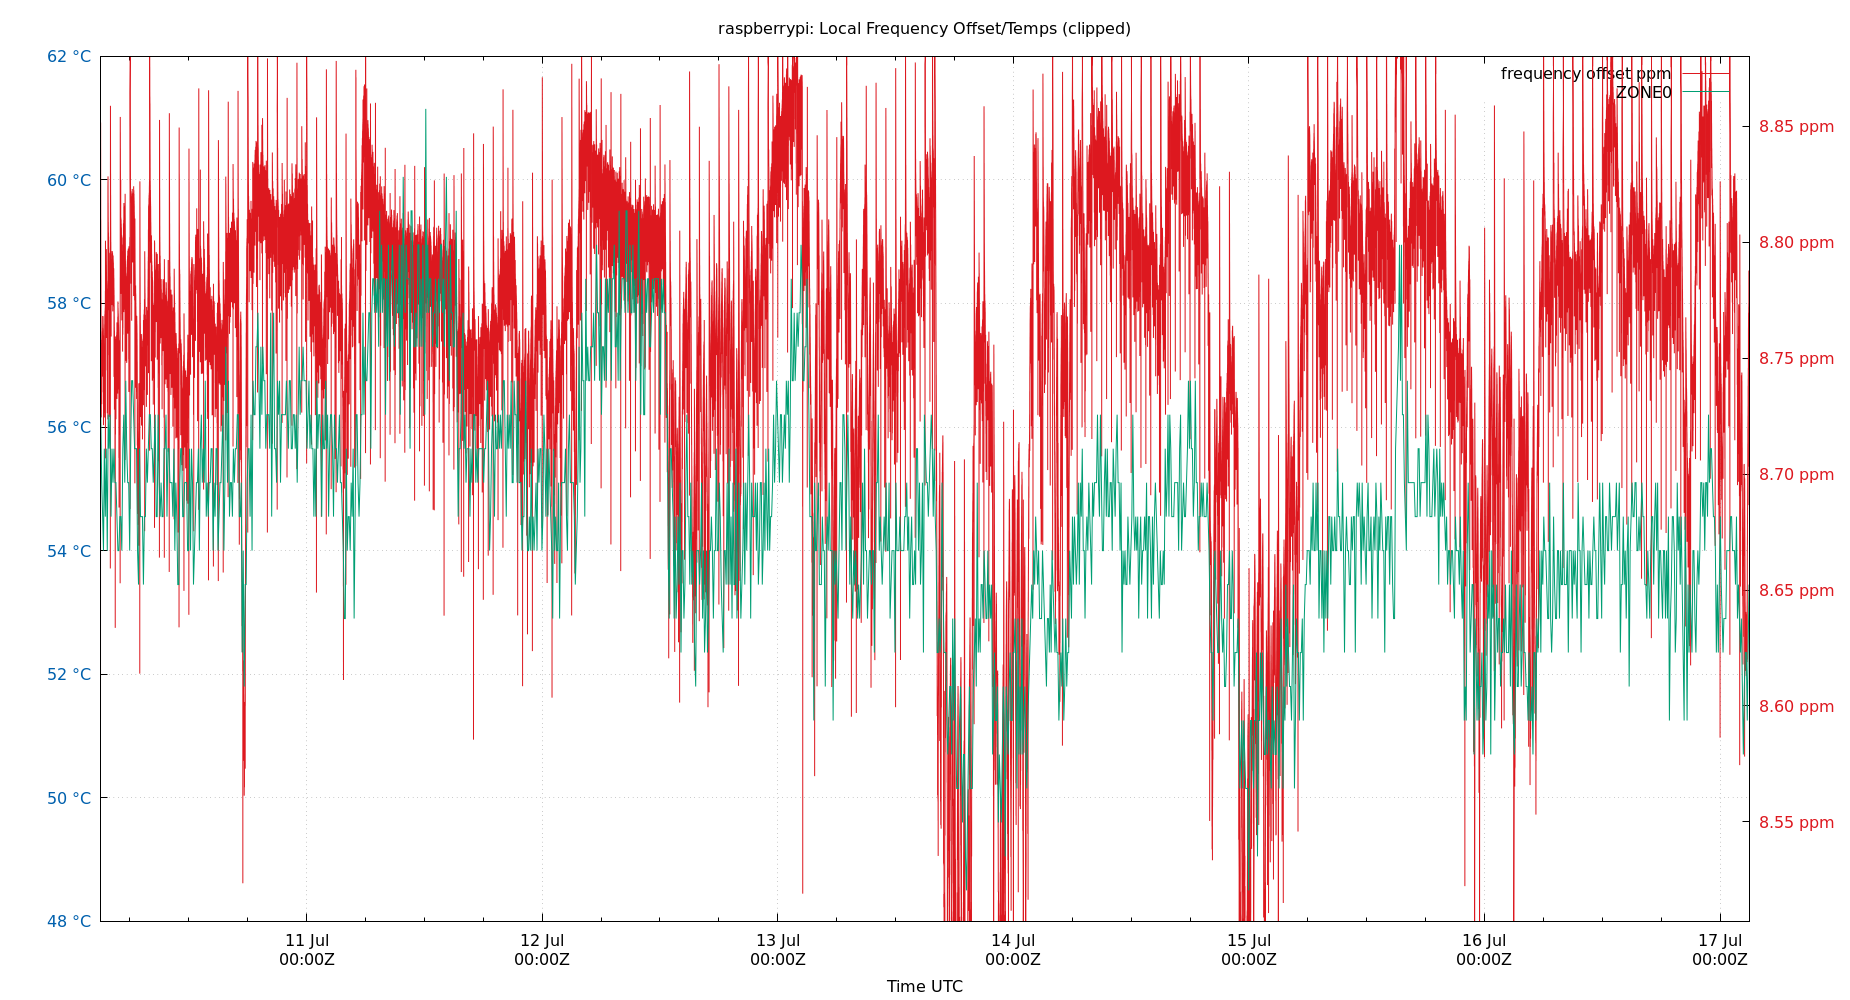 raspberrypi: Local Frequency Offset/Temps (clipped)
62 °C
60 °C
58 °C
56 °C
54 °C
52 °C
50 °C
48 °C
frequency offset ppm
ZONE0
8.85 ppm
8.80 ppm
8.75 ppm
8.70 ppm
8.65 ppm
8.60 ppm
8.55 ppm
11 Jul
00:00Z
12 Jul
00:00Z
13 Jul
00:00Z
14 Jul
00:00Z
15 Jul
00:00Z
16 Jul
00:00Z
17 Jul
00:00Z
Time UTC